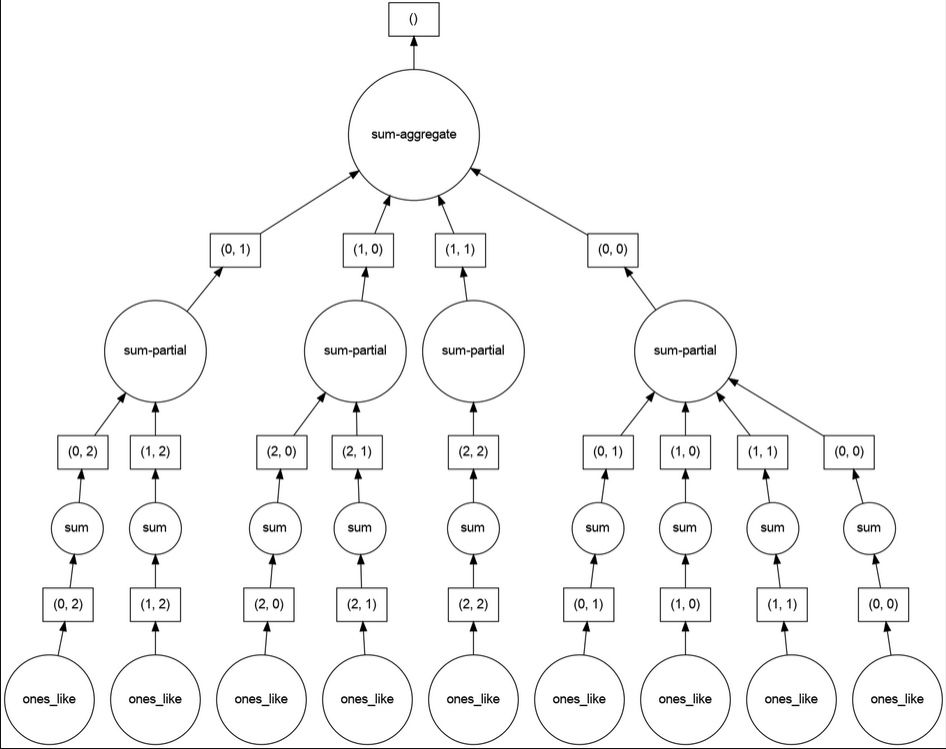 ()
sum-aggregate
(0, 1)
(1, 0)
(1, 1)
(0, 0)
sum-partial
sum-partial
sum-partial
sum-partial
(0, 2)
(1, 2)
(2, 0)
(2, 1)
(2, 2)
(0, 1)
(1, 0)
(1, 1)
(0, 0)
sum
sum
sum
sum
sum
sum
sum
sum
sum
(0, 2)
(1, 2)
(2, 0)
(2, 1)
(2, 2)
(0, 1)
(1, 0)
(1, 1)
(0, 0)
ones_like
ones_like
ones_like
ones_like
ones_like
ones_like
ones_like
ones_like
ones_like